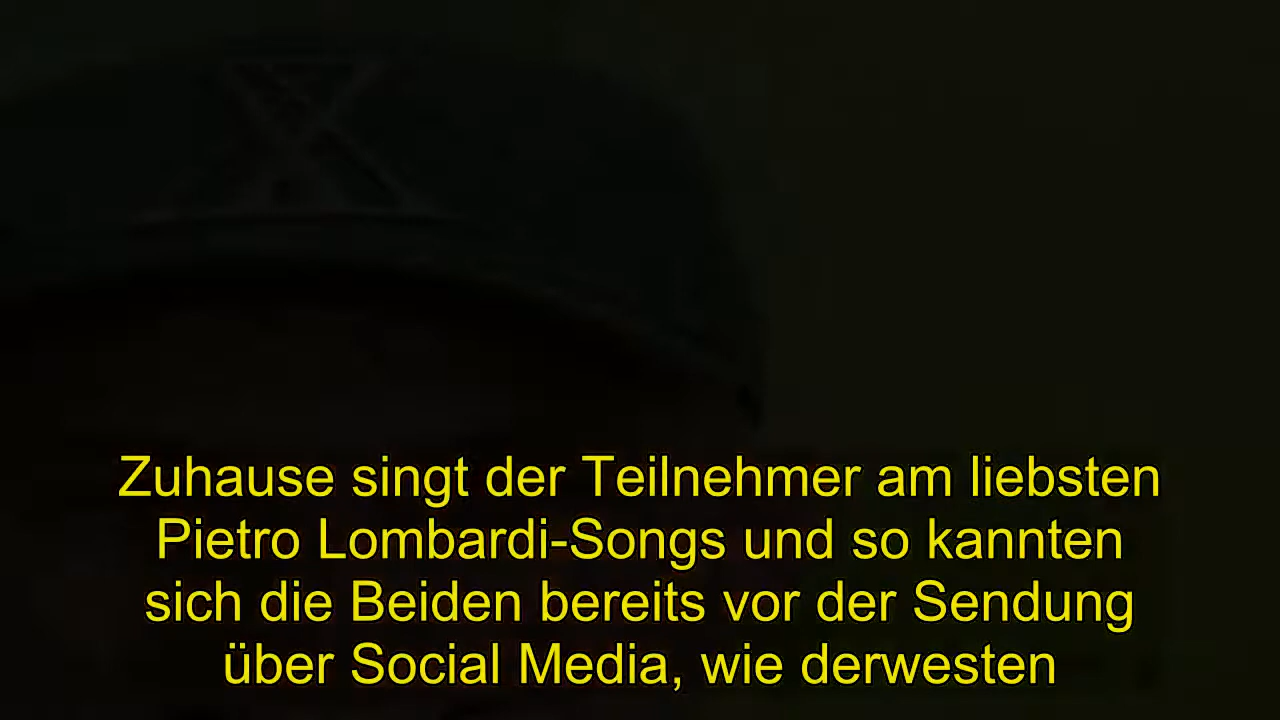 Zuhause singt der Teilnehmer am liebsten
Pietro Lombardi-Songs und so kannten
sich die Beiden bereits vor der Sendung
über Social Media, wie derwesten